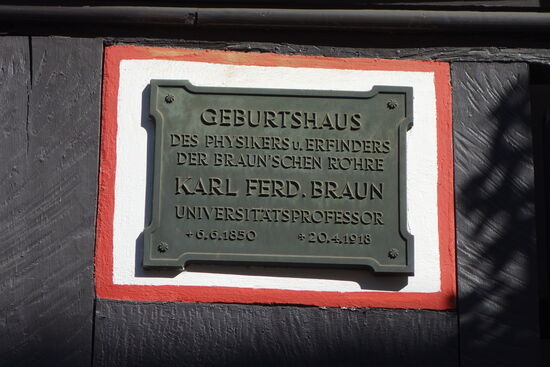 GEBURTSHAUS
DES PHYSIKERS u. ERFINDERS
DER BRAUN'SCHEN RÖHRE
KARL FERD. BRAUN
UNIVERSITÄTSPROFESSOR
+6.6.1850 +20.4.1918